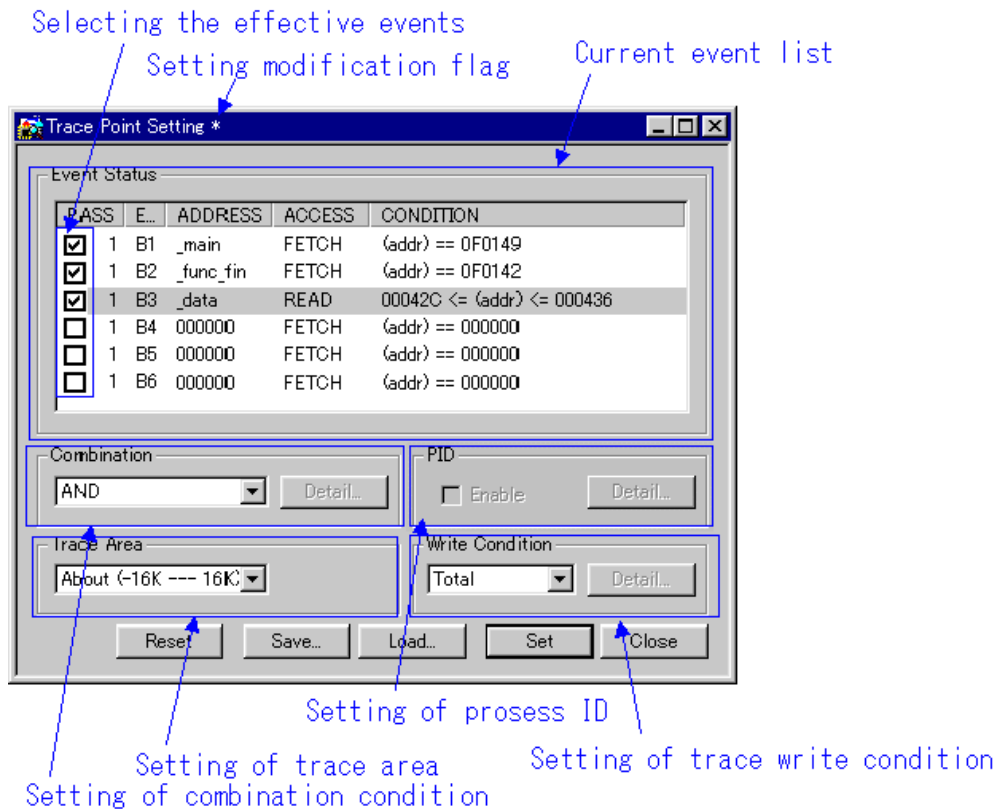 Selecting the effective events
Setting modification flag
Current event list
Trace Point Setting *
Event Status
PASS E... ADDRESS ACCESS CONDITION
1 B1 _main FETCH (addr) == 0F0149
1 B2 _func_fin FETCH (addr) == 0F0142
1 B3 _data READ 00042C <= (addr) <= 000436
1 B4 000000 FETCH (addr) == 000000
1 B5 000000 FETCH (addr) == 000000
1 B6 000000 FETCH (addr) == 000000
Combination
AND Detail...
PID
Enable Detail...
Trace Area
About (-16K --- 16K)
Write Condition
Total Detail...
Reset Save... Load... Set Close
Setting of prosess ID
Setting of trace area
Setting of trace write condition
Setting of combination condition